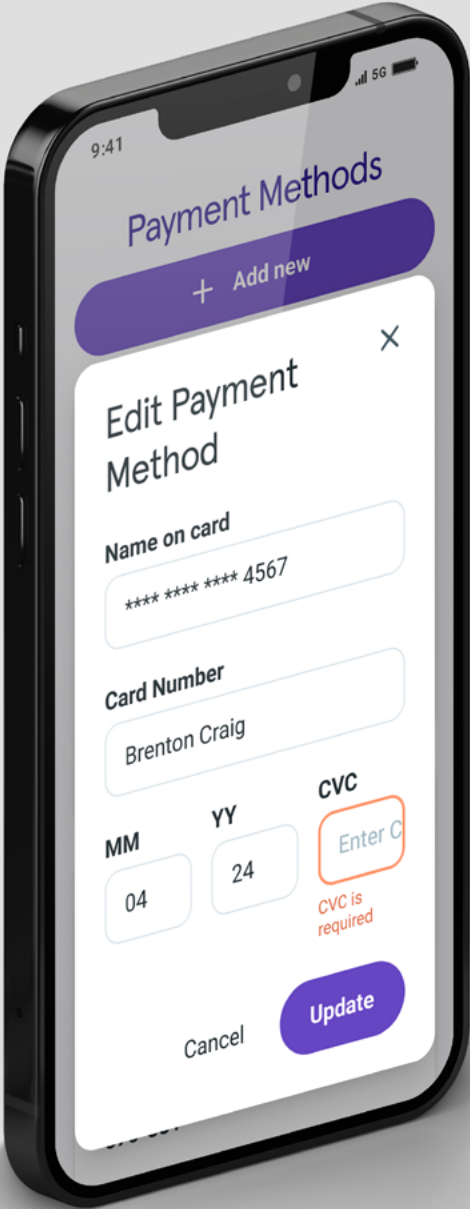 9:41
5G
Payment Methods
+ Add new
Edit Payment
Method
Name on card
**** **** **** 4567
Card Number
Brenton Craig
MM
YY
CVC
04
24
Enter C
CVC is
required
Cancel
Update